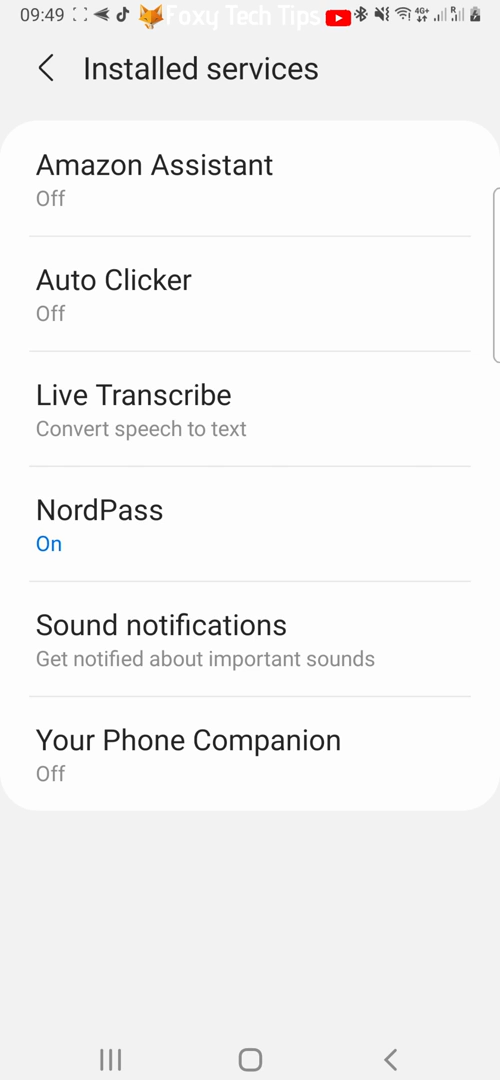 09:49 Foxy Tech Tips 4G+ R
Installed services
Amazon Assistant
Off
Auto Clicker
Off
Live Transcribe
Convert speech to text
NordPass
On
Sound notifications
Get notified about important sounds
Your Phone Companion
Off